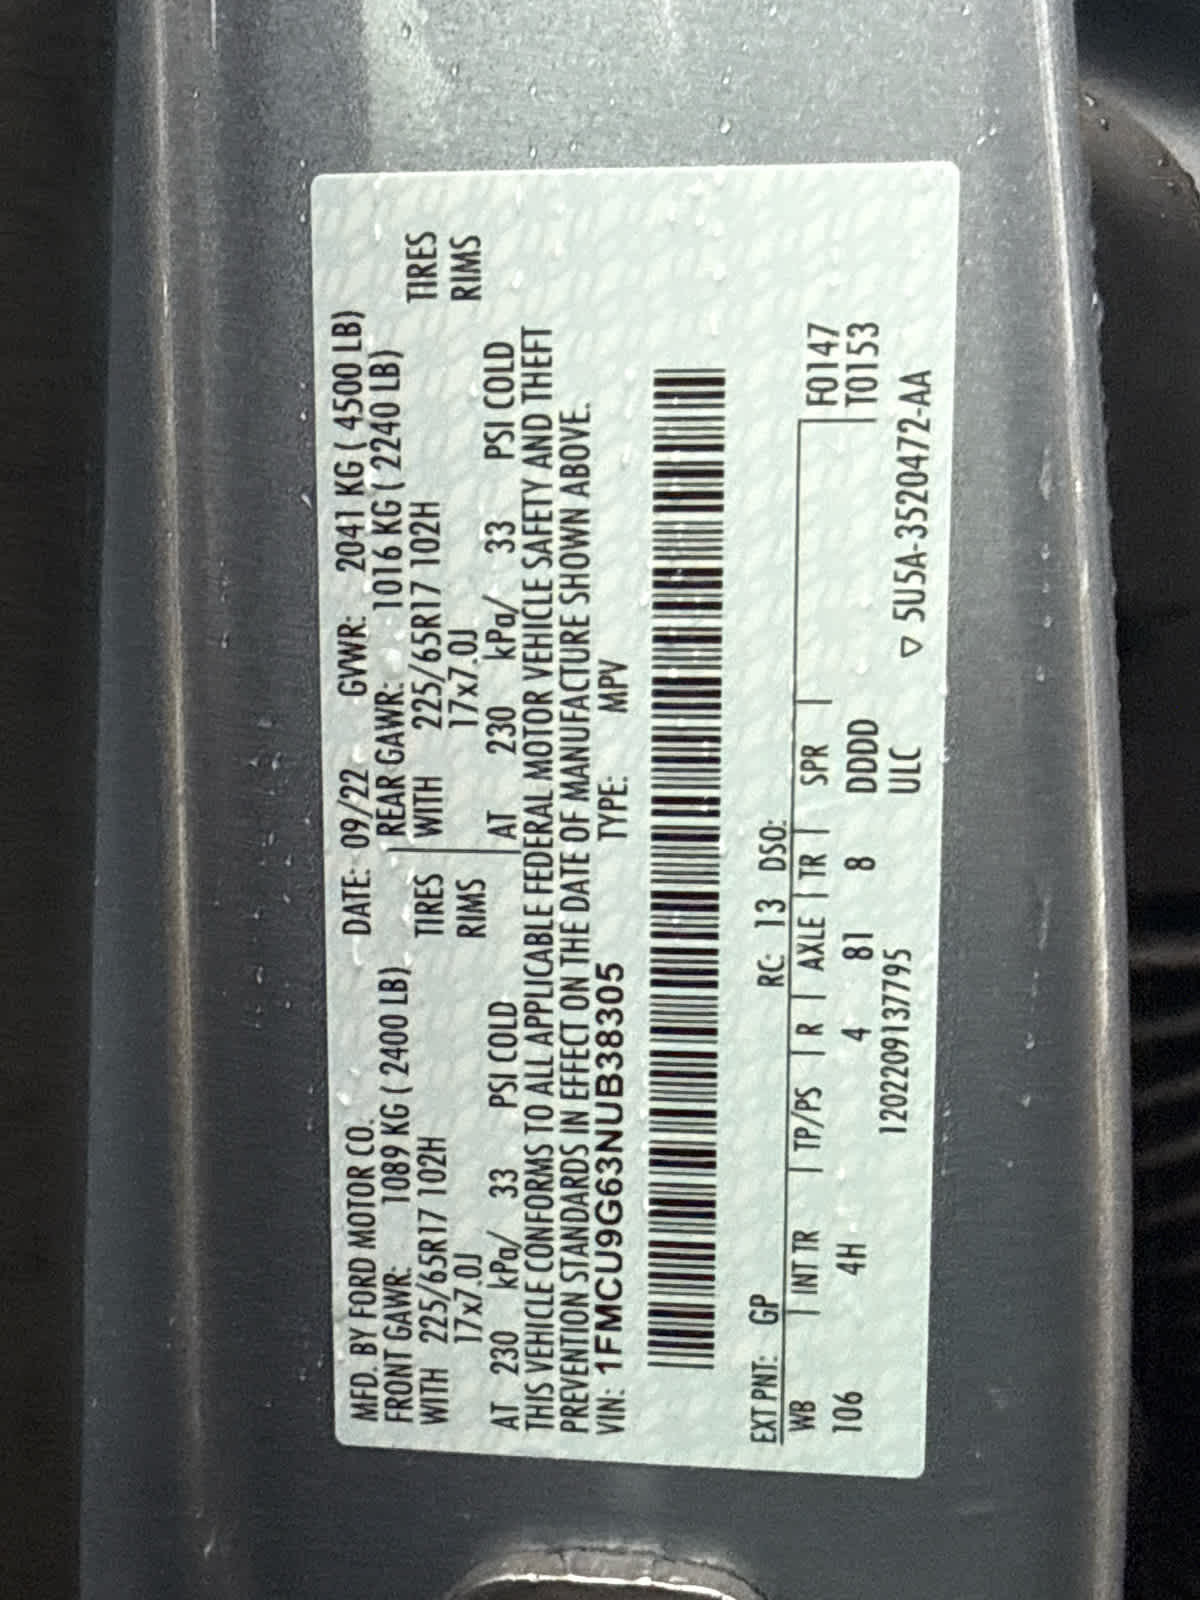 MFD. BY FORD MOTOR CO. DATE: 09/22 GVWR: 2041 KG ( 4500 LB)
FRONT GAWR: 1089 KG ( 2400 LB) REAR GAWR: 1016 KG ( 2240 LB)
WITH 225/65R17 102H TIRES WITH 225/65R17 102H TIRES
17x7.0J RIMS 17x7.0J RIMS
AT 230 kPa/ 33 PSI COLD AT 230 kPa/ 33 PSI COLD
THIS VEHICLE CONFORMS TO ALL APPLICABLE FEDERAL MOTOR VEHICLE SAFETY AND THEFT
PREVENTION STANDARDS IN EFFECT ON THE DATE OF MANUFACTURE SHOWN ABOVE.
VIN: 1FMCU9G63NUB38305 TYPE: MPV
EXT PNT: GP RC: 13 DSO:
WB INT TR TP/PS R AXLE TR SPR F0147
106 4H 4 81 8 DDDD T0153
1202209137795 ULC ▽ 5U5A-3520472-AA